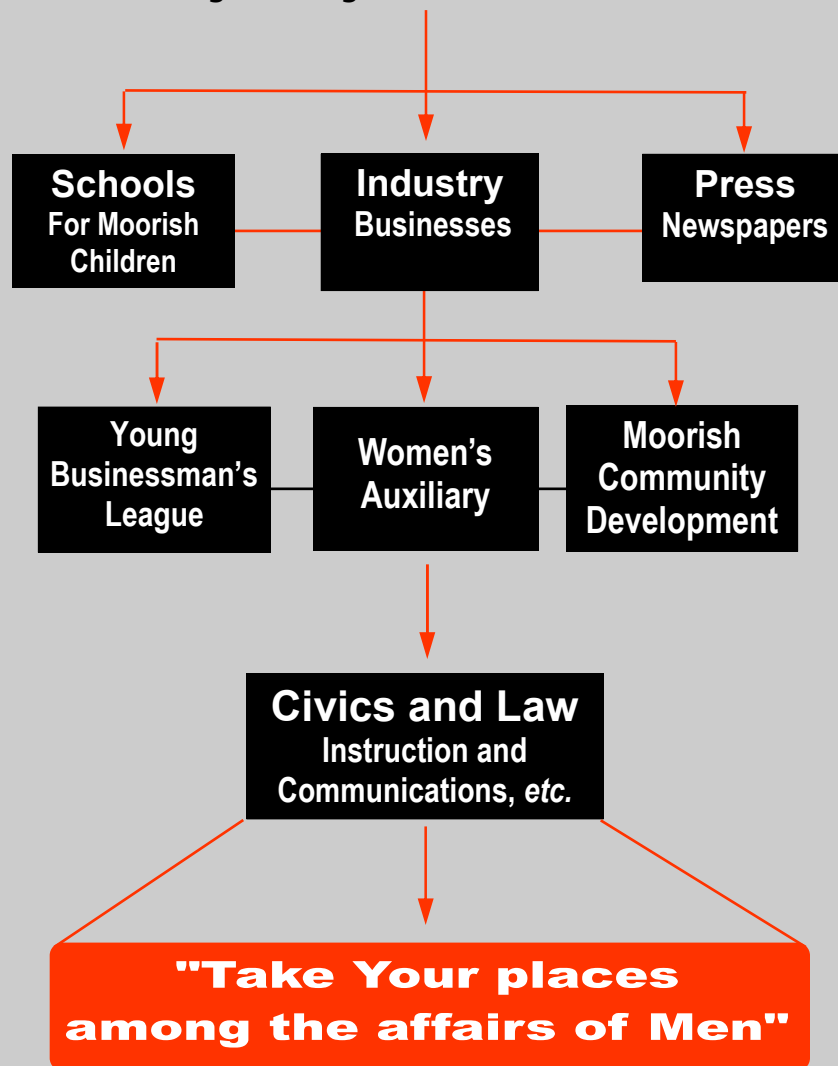 Schools
For Moorish
Children
Industry
Businesses
Press
Newspapers
Young
Businessman’s
League
Women’s
Auxiliary
Moorish
Community
Development
Civics and Law
Instruction and
Communications, etc.
"Take Your places
among the affairs of Men"